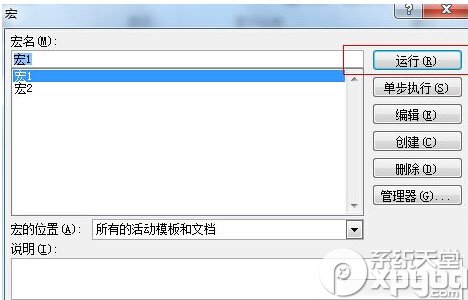 宏
宏名(M):
宏1
宏1
宏2
运行(R)
单步执行(S)
编辑(E)
创建(C)
删除(D)
管理器(G)...
宏的位置(A):
所有的活动模板和文档
说明(I):
系统天堂
xpgod